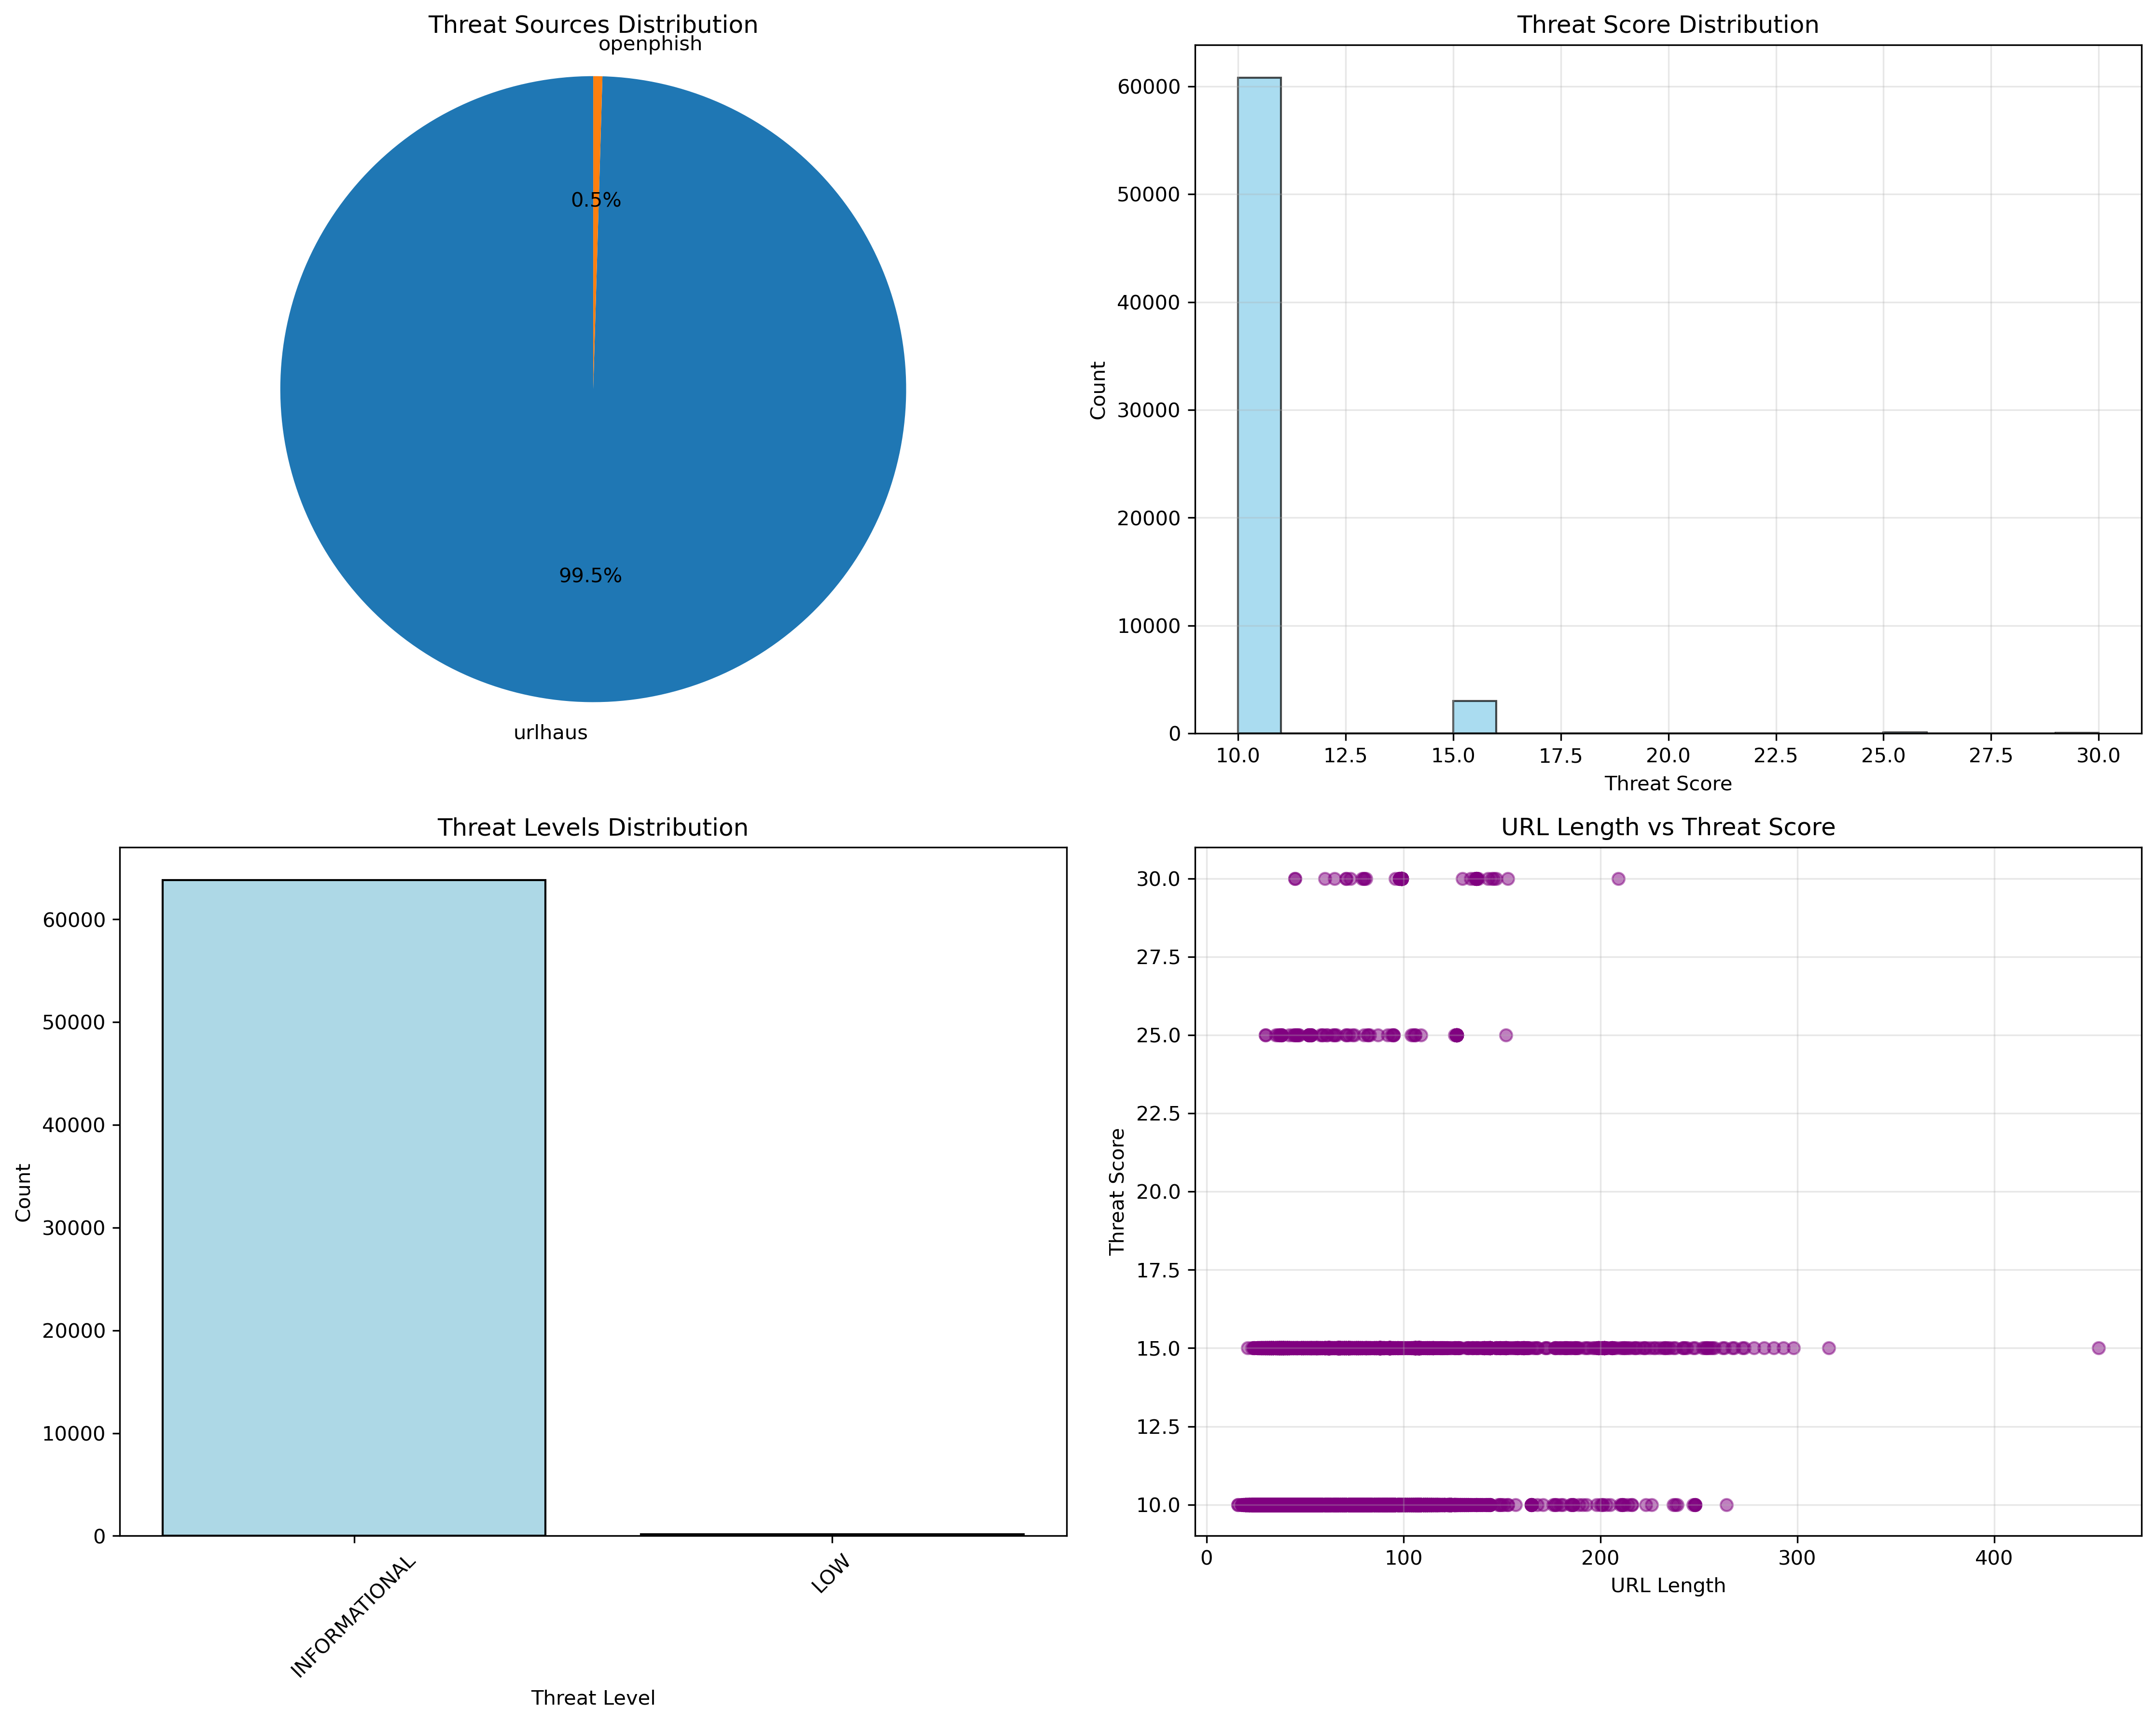 Threat Sources Distribution
openphish
0.5%
99.5%
urlhaus
Threat Score Distribution
60000
50000
40000
30000
20000
10000
0
Count
10.0 12.5 15.0 17.5 20.0 22.5 25.0 27.5 30.0
Threat Score
Threat Levels Distribution
60000
50000
40000
30000
20000
10000
0
Count
INFORMATIONAL
LOW
Threat Level
URL Length vs Threat Score
30.0
27.5
25.0
22.5
20.0
17.5
15.0
12.5
10.0
Threat Score
0 100 200 300 400
URL Length